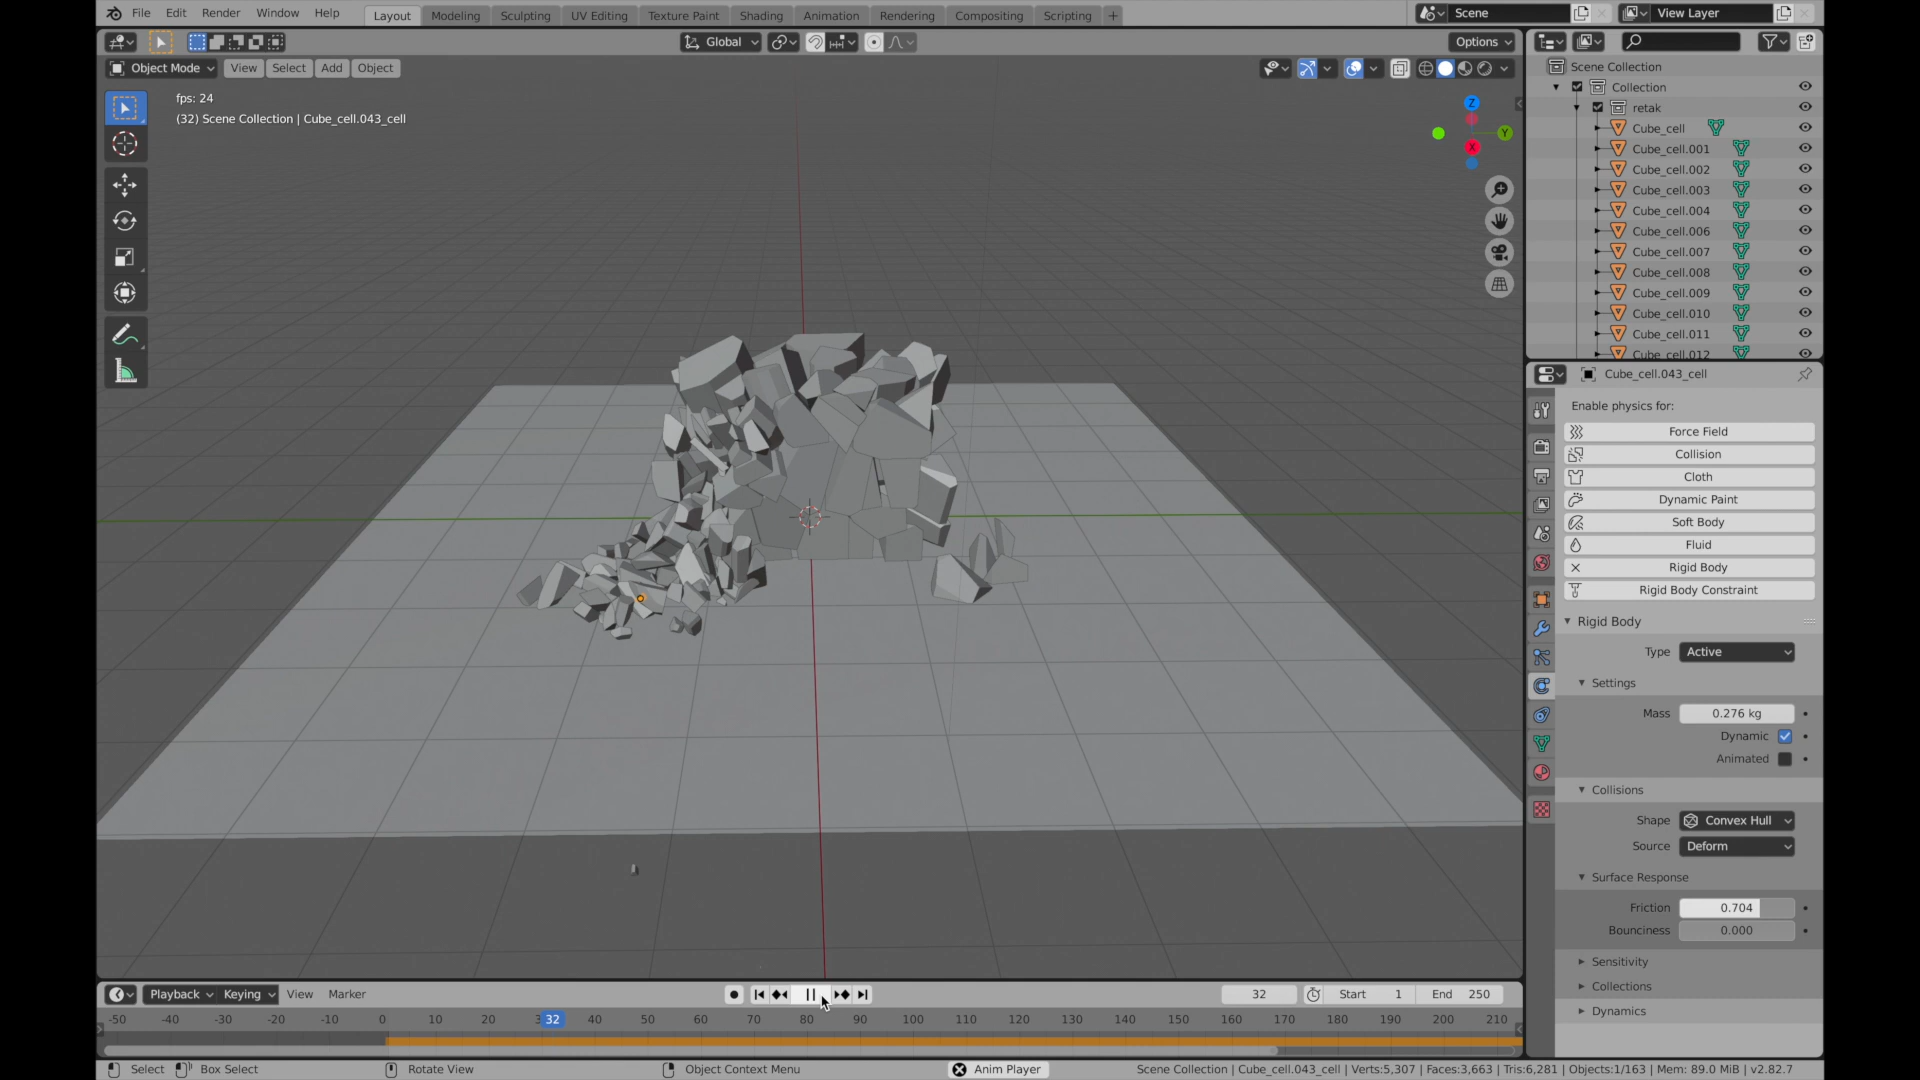 File Edit Render Window Help Layout Modeling Sculpting UV Editing Texture Paint Shading Animation Rendering Compositing Scripting + Scene View Layer
Global Options
Object Mode View Select Add Object
fps: 24
(32) Scene Collection | Cube_cell.043_cell
Z
Y
X
Scene Collection
Collection
retak
Cube_cell
Cube_cell.001
Cube_cell.002
Cube_cell.003
Cube_cell.004
Cube_cell.006
Cube_cell.007
Cube_cell.008
Cube_cell.009
Cube_cell.010
Cube_cell.011
Cube_cell.012
Cube_cell.043_cell
Enable physics for:
Force Field
Collision
Cloth
Dynamic Paint
Soft Body
Fluid
Rigid Body
Rigid Body Constraint
Rigid Body
Type Active
Settings
Mass 0.276 kg
Dynamic
Animated
Collisions
Shape Convex Hull
Source Deform
Surface Response
Friction 0.704
Bounciness 0.000
Sensitivity
Collections
Dynamics
Playback Keying View Marker 32 Start 1 End 250
-50 -40 -30 -20 -10 0 10 20 3 32 40 50 60 70 80 90 100 110 120 130 140 150 160 170 180 190 200 210
Select Box Select Rotate View Object Context Menu Anim Player Scene Collection | Cube_cell.043_cell | Verts:5,307 | Faces:3,663 | Tris:6,281 | Objects:1/163 | Mem: 89.0 MiB | v2.82.7